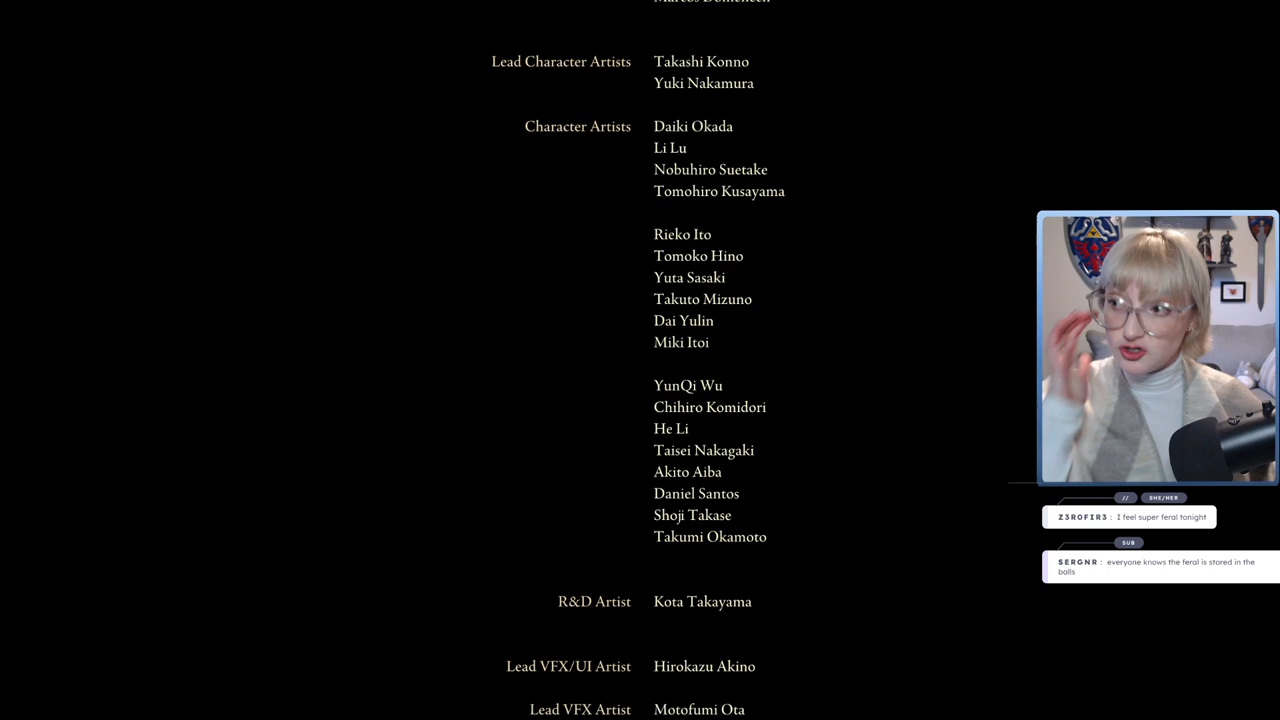 Lead Character Artists Takashi Konno
Yuki Nakamura
Character Artists Daiki Okada
Li Lu
Nobuhiro Suetake
Tomohiro Kusayama
Rieko Ito
Tomoko Hino
Yuta Sasaki
Takuto Mizuno
Dai Yulin
Miki Itoi
YunQi Wu
Chihiro Komidori
He Li
Taisei Nakagaki
Akito Aiba
Daniel Santos
Shoji Takase
Takumi Okamoto
R&D Artist Kota Takayama
Lead VFX/UI Artist Hirokazu Akino
Lead VFX Artist Motofumi Ota
// SHE/HER
Z3R0FIR3 : I feel super feral tonight
SUB
SERGNR : everyone knows the feral is stored in the
balls